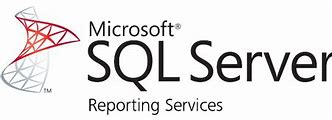 Microsoft®
SQL Server
Reporting Services
™